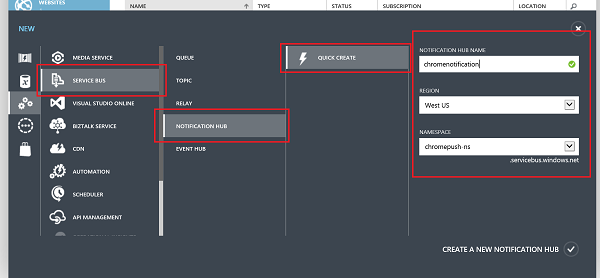 WEBSITES
NAME TYPE STATUS SUBSCRIPTION LOCATION
NEW
MEDIA SERVICE
SERVICE BUS
VISUAL STUDIO ONLINE
BIZTALK SERVICE
CDN
AUTOMATION
SCHEDULER
API MANAGEMENT
QUEUE
TOPIC
RELAY
NOTIFICATION HUB
EVENT HUB
QUICK CREATE
NOTIFICATION HUB NAME
chromenotification
REGION
West US
NAMESPACE
chromepush-ns
.servicebus.windows.net
CREATE A NEW NOTIFICATION HUB